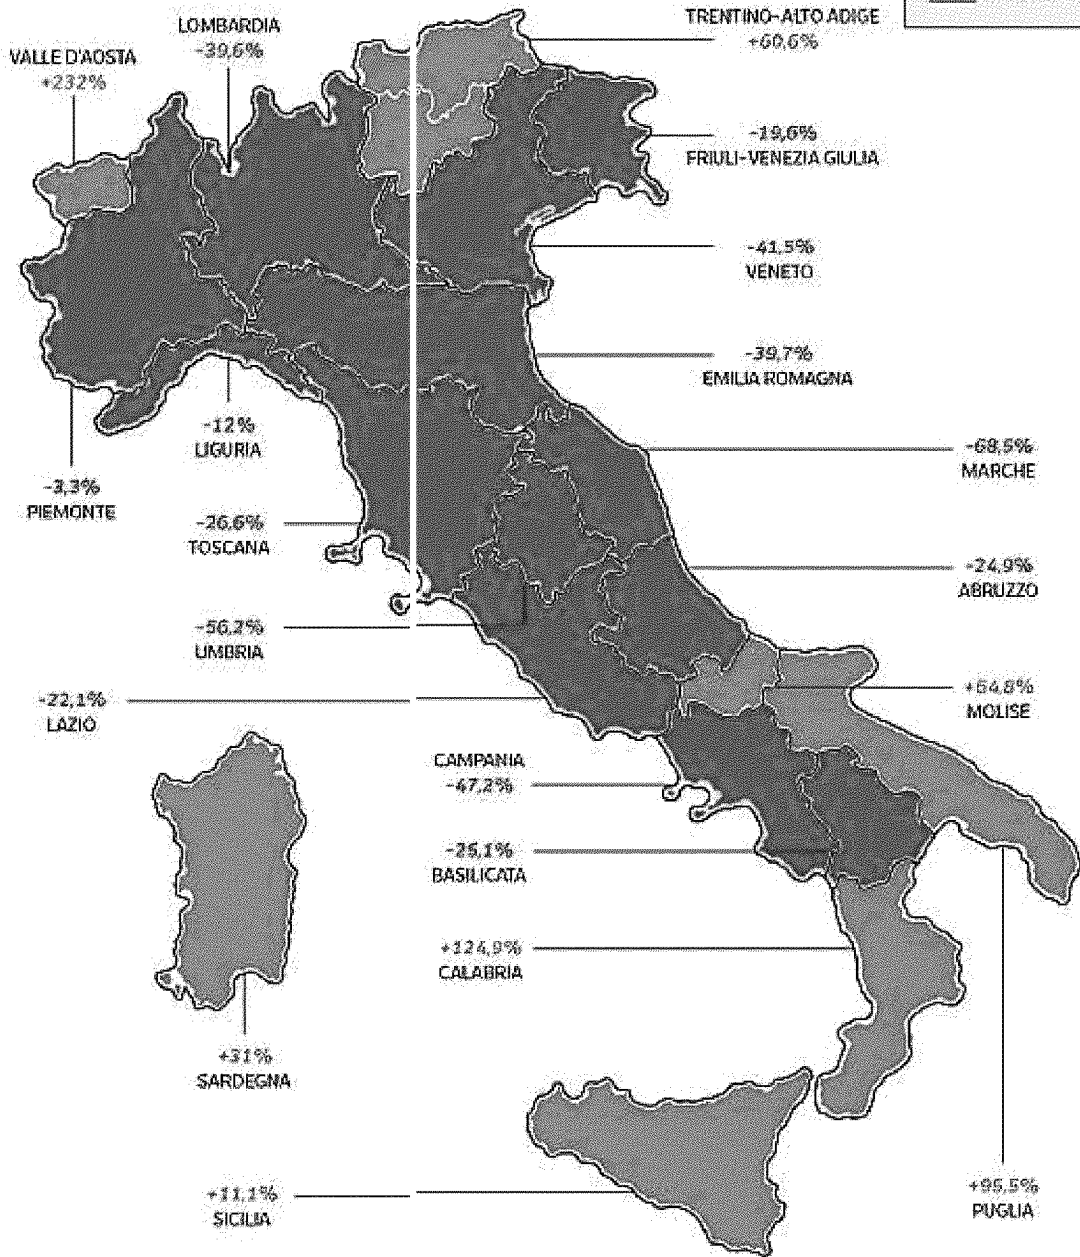 TRENTINO-ALTO ADIGE
+60,6%
LOMBARDIA
-39,6%
VALLE D'AOSTA
+232%
-19,6%
FRIULI-VENEZIA GIULIA
-41,5%
VENETO
-39,7%
EMILIA ROMAGNA
-12%
LIGURIA
-68,5%
MARCHE
-3,3%
PIEMONTE
-26,6%
TOSCANA
-24,9%
ABRUZZO
-56,2%
UMBRIA
-22,1%
LAZIO
+54,8%
MOLISE
CAMPANIA
-47,2%
-25,1%
BASILICATA
+124,9%
CALABRIA
+31%
SARDEGNA
+11,1%
SICILIA
+95,5%
PUGLIA